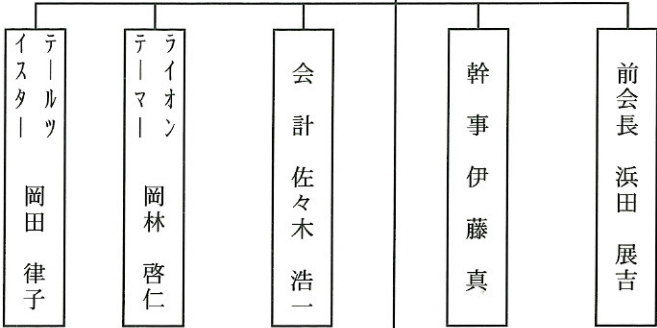 前会長 浜田 展吉
幹事 伊藤 真
会計 佐々木 浩一
ライオン
テーマー
岡林 啓仁
テールツ
イスター
岡田 律子